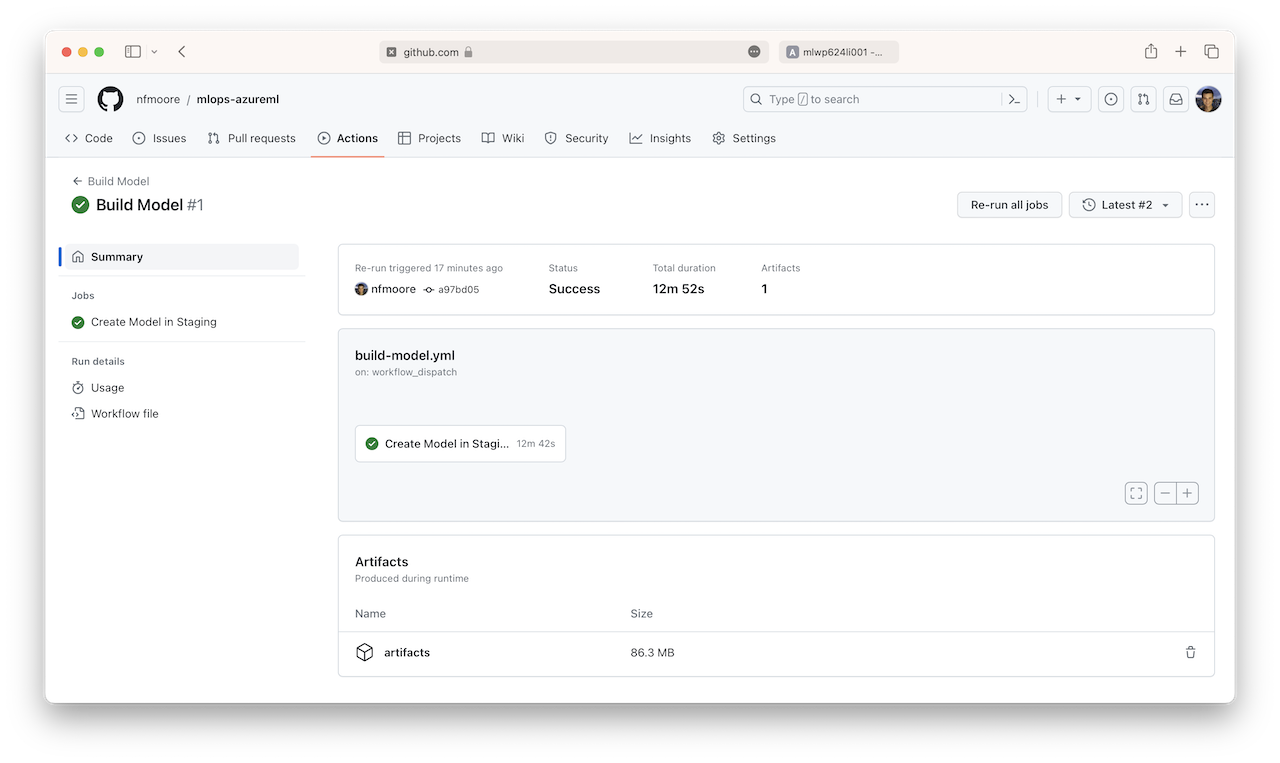 github.com
mlwp624li001 -...
nfmoore / mlops-azureml
Type / to search
Code
Issues
Pull requests
Actions
Projects
Wiki
Security
Insights
Settings
Build Model
Build Model #1
Re-run all jobs
Latest #2
Summary
Jobs
Create Model in Staging
Run details
Usage
Workflow file
Re-run triggered 17 minutes ago
nfmoore a97bd05
Status
Success
Total duration
12m 52s
Artifacts
1
build-model.yml
on: workflow_dispatch
Create Model in Stagi... 12m 42s
Artifacts
Produced during runtime
Name Size
artifacts 86.3 MB